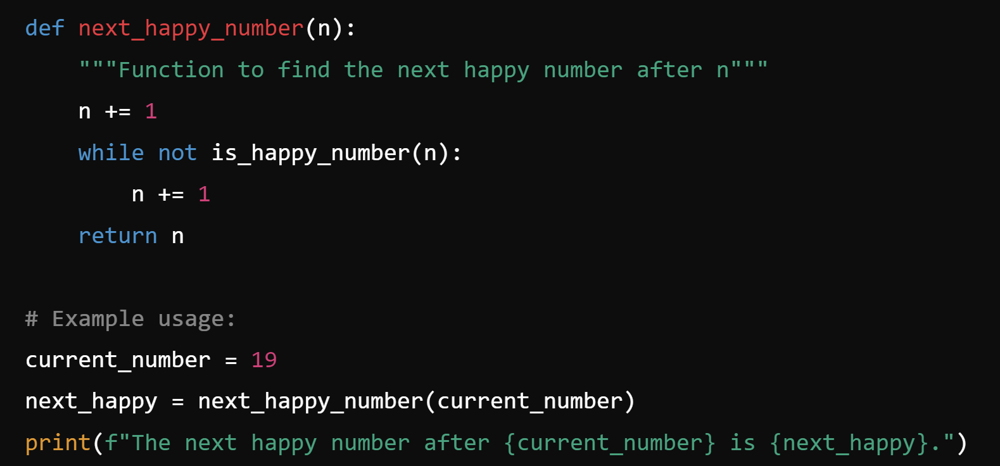 def next_happy_number(n):
    """Function to find the next happy number after n"""
    n += 1
    while not is_happy_number(n):
        n += 1
    return n
# Example usage:
current_number = 19
next_happy = next_happy_number(current_number)
print(f"The next happy number after {current_number} is {next_happy}.")